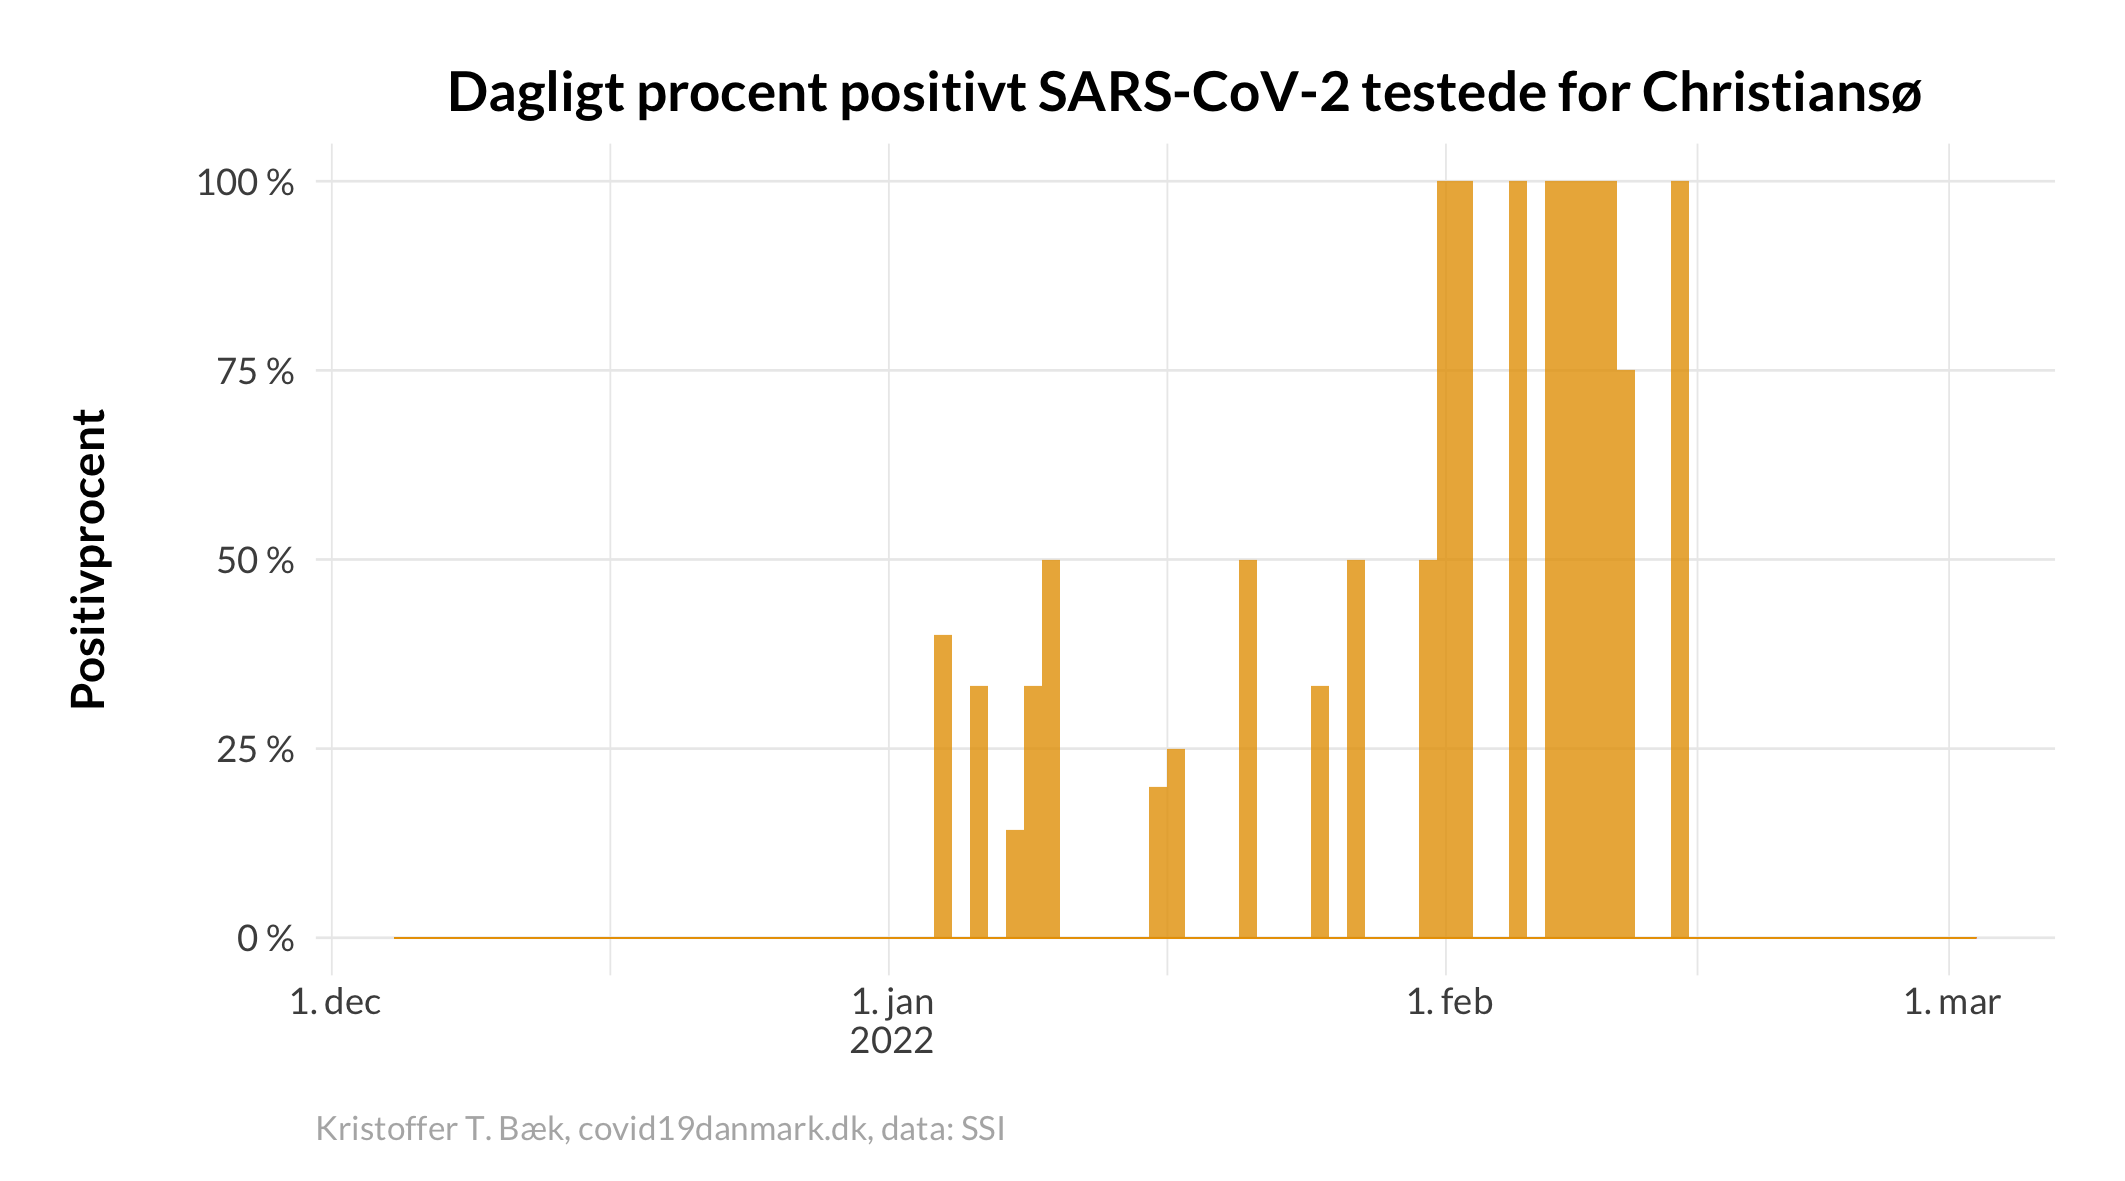 Dagligt procent positivt SARS-CoV-2 testede for Christiansø
Positivprocent
100 %
75 %
50 %
25 %
0 %
1. dec
1. jan
2022
1. feb
1. mar
Kristoffer T. Bæk, covid19danmark.dk, data: SSI